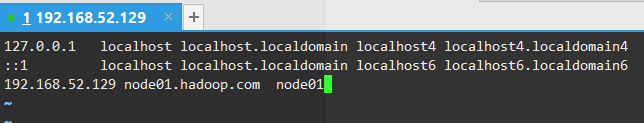 1 192.168.52.129 × +
127.0.0.1   localhost localhost.localdomain localhost4 localhost4.localdomain4
::1         localhost localhost.localdomain localhost6 localhost6.localdomain6
192.168.52.129 node01.hadoop.com  node01
~
~